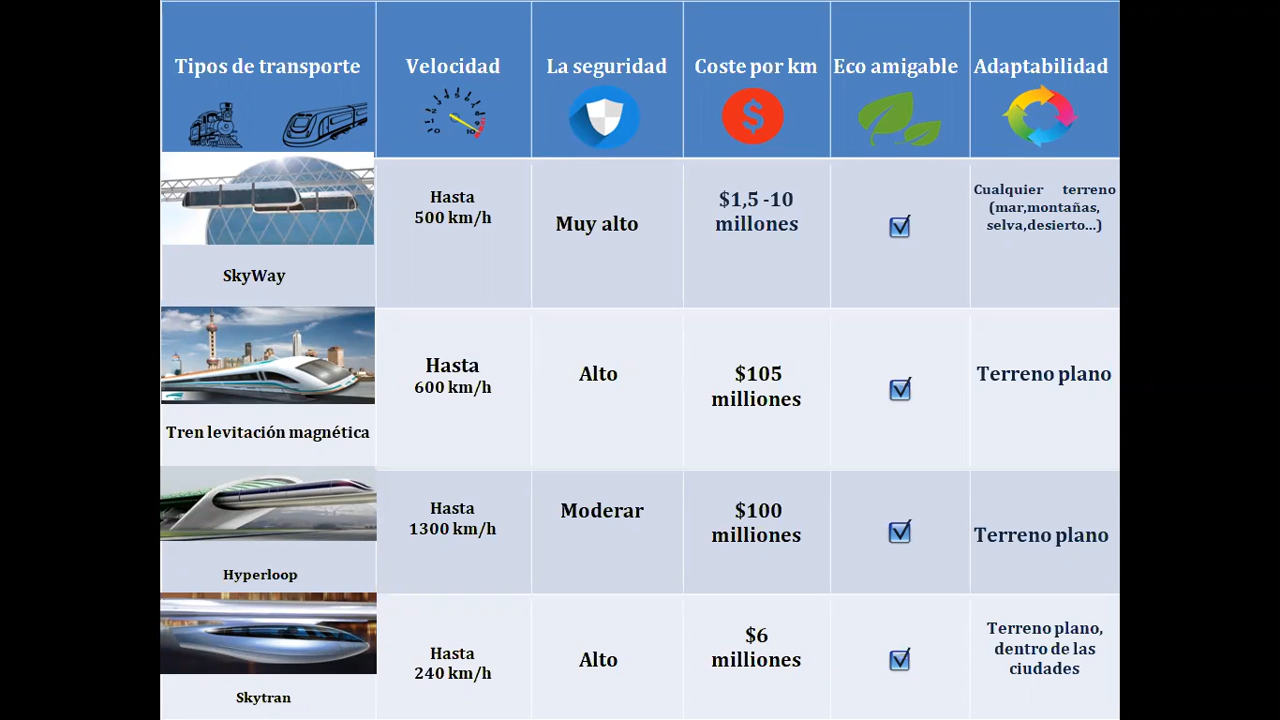 Tipos de transporte
Velocidad
La seguridad
Coste por km
Eco amigable
Adaptabilidad
SkyWay
Hasta
500 km/h
Muy alto
$1,5 -10
millones
Cualquier terreno
(mar,montañas,
selva,desierto...)
Tren levitación magnética
Hasta
600 km/h
Alto
$105
milliones
Terreno plano
Hyperloop
Hasta
1300 km/h
Moderar
$100
milliones
Terreno plano
Skytran
Hasta
240 km/h
Alto
$6
milliones
Terreno plano,
dentro de las
ciudades